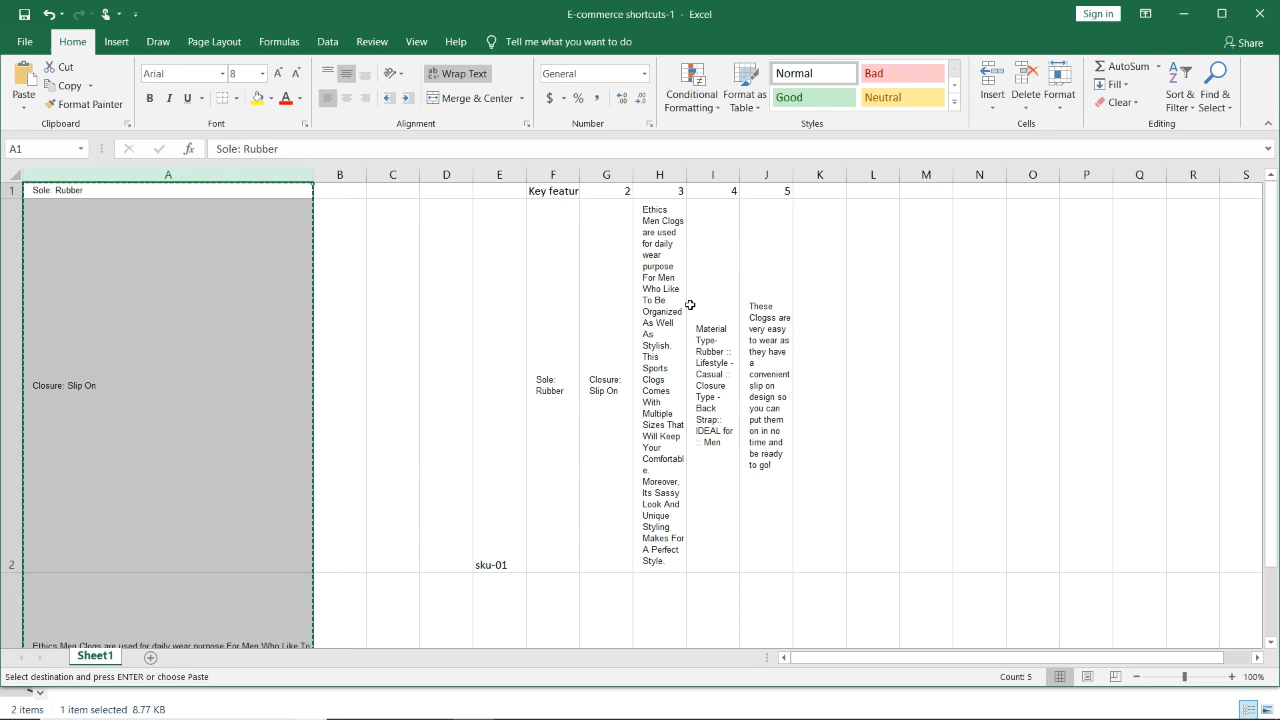 E-commerce shortcuts-1 - Excel
Sign in
File Home Insert Draw Page Layout Formulas Data Review View Help Tell me what you want to do Share
Paste
Cut
Copy
Format Painter
Clipboard
Arial 8
B I U
Font
Wrap Text
Merge & Center
Alignment
General
$ % ,
Number
Conditional Formatting
Format as Table
Normal Bad
Good Neutral
Styles
Insert Delete Format
Cells
AutoSum
Fill
Clear
Sort & Filter
Find & Select
Editing
A1 fx Sole: Rubber
A B C D E F G H I J K L M N O P Q R S
1 Sole: Rubber Key featur 2 3 4 5
2
Closure: Slip On
sku-01
Sole:
Rubber
Closure:
Slip On
Ethics
Men Clogs
are used
for daily
wear
purpose
For Men
Who Like
To Be
Organized
As Well
As
Stylish.
This
Sports
Clogs
Comes
With
Multiple
Sizes That
Will Keep
Your
Comfortabl
e.
Moreover,
Its Sassy
Look And
Unique
Styling
Makes For
A Perfect
Style.
Material
Type-
Rubber ::
Lifestyle -
Casual ::
Closure
Type -
Back
Strap::
IDEAL for
:: Men
These
Clogss are
very easy
to wear as
they have
a
convenient
slip on
design so
you can
put them
on in no
time and
be ready
to go!
Ethics Men Clogs are used for daily wear purpose For Men Who Like To
Sheet1
Select destination and press ENTER or choose Paste
Count: 5
100%
2 items 1 item selected 8.77 KB